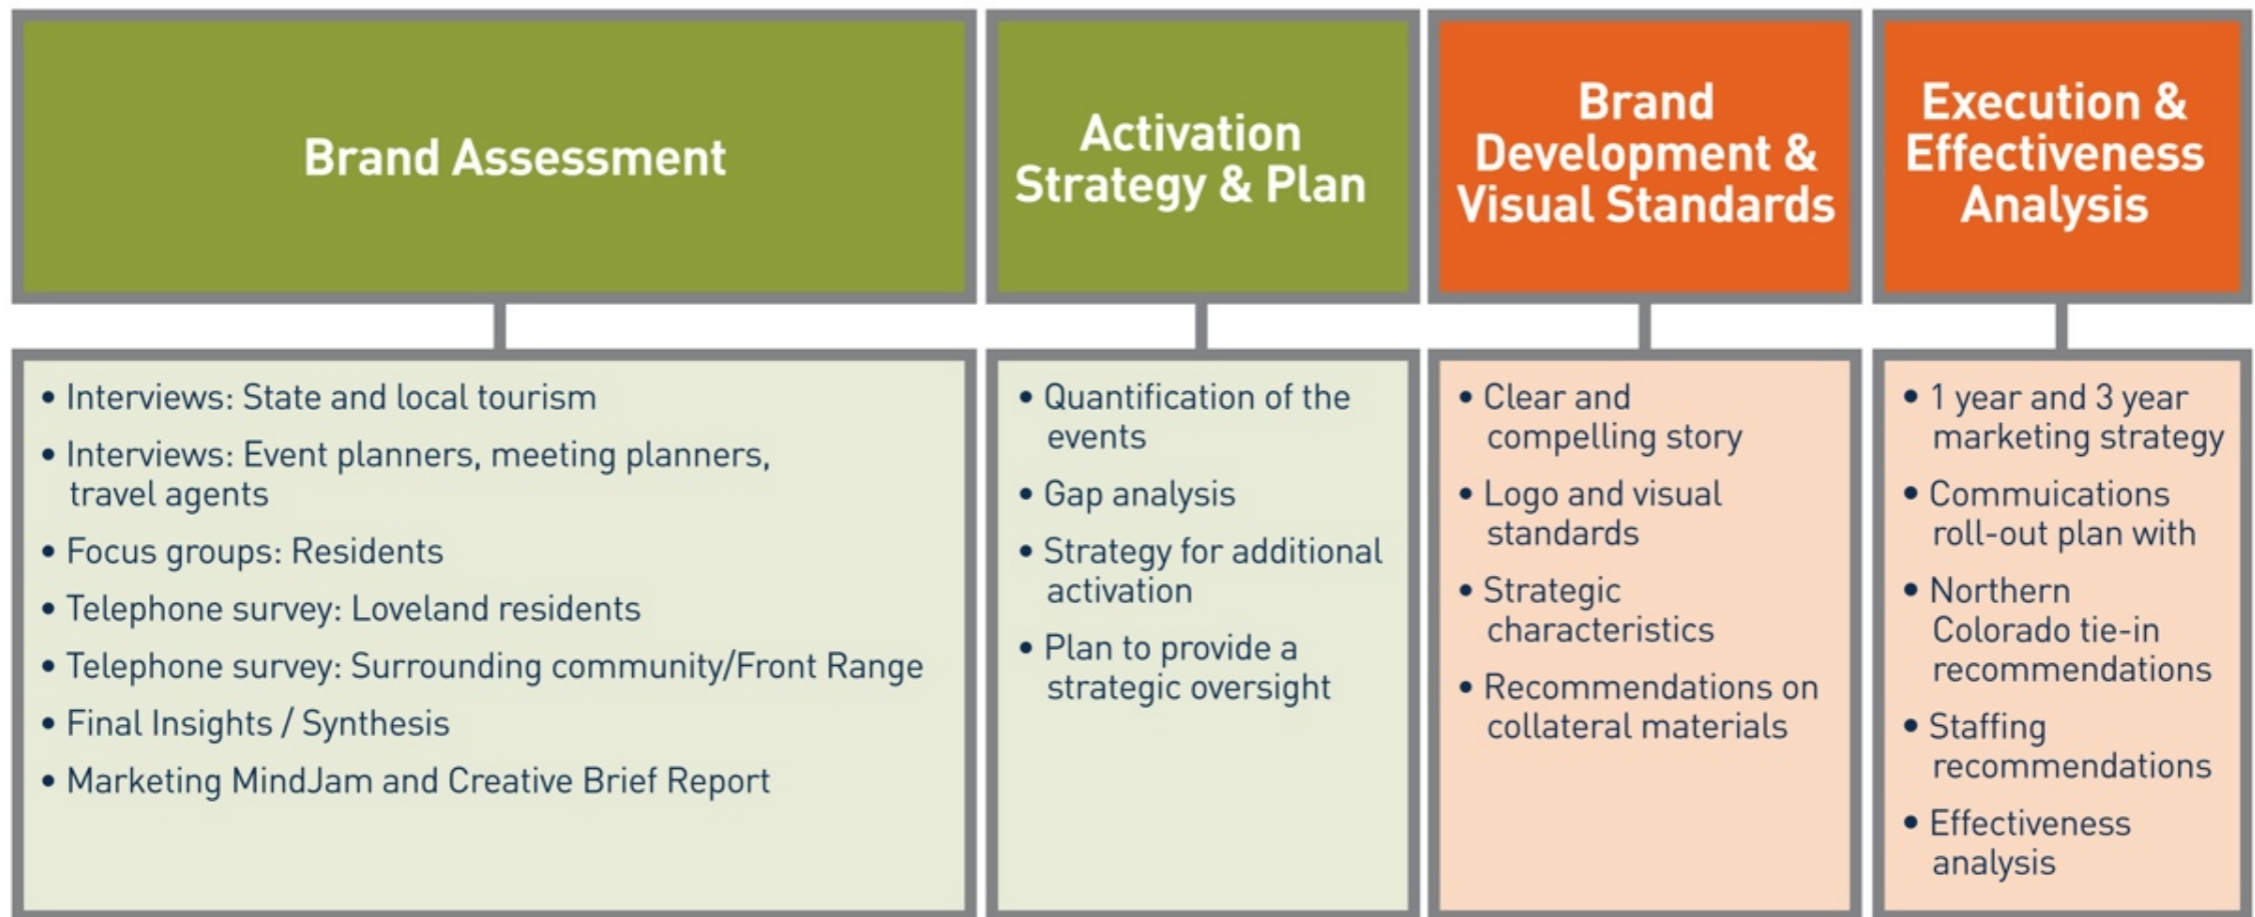 Brand Assessment
• Interviews: State and local tourism
• Interviews: Event planners, meeting planners,
travel agents
• Focus groups: Residents
• Telephone survey: Loveland residents
• Telephone survey: Surrounding community/Front Range
• Final Insights / Synthesis
• Marketing MindJam and Creative Brief Report
Activation
Strategy & Plan
• Quantification of the
events
• Gap analysis
• Strategy for additional
activation
• Plan to provide a
strategic oversight
Brand
Development &
Visual Standards
• Clear and
compelling story
• Logo and visual
standards
• Strategic
characteristics
• Recommendations on
collateral materials
Execution &
Effectiveness
Analysis
• 1 year and 3 year
marketing strategy
• Commuications
roll-out plan with
• Northern
Colorado tie-in
recommendations
• Staffing
recommendations
• Effectiveness
analysis